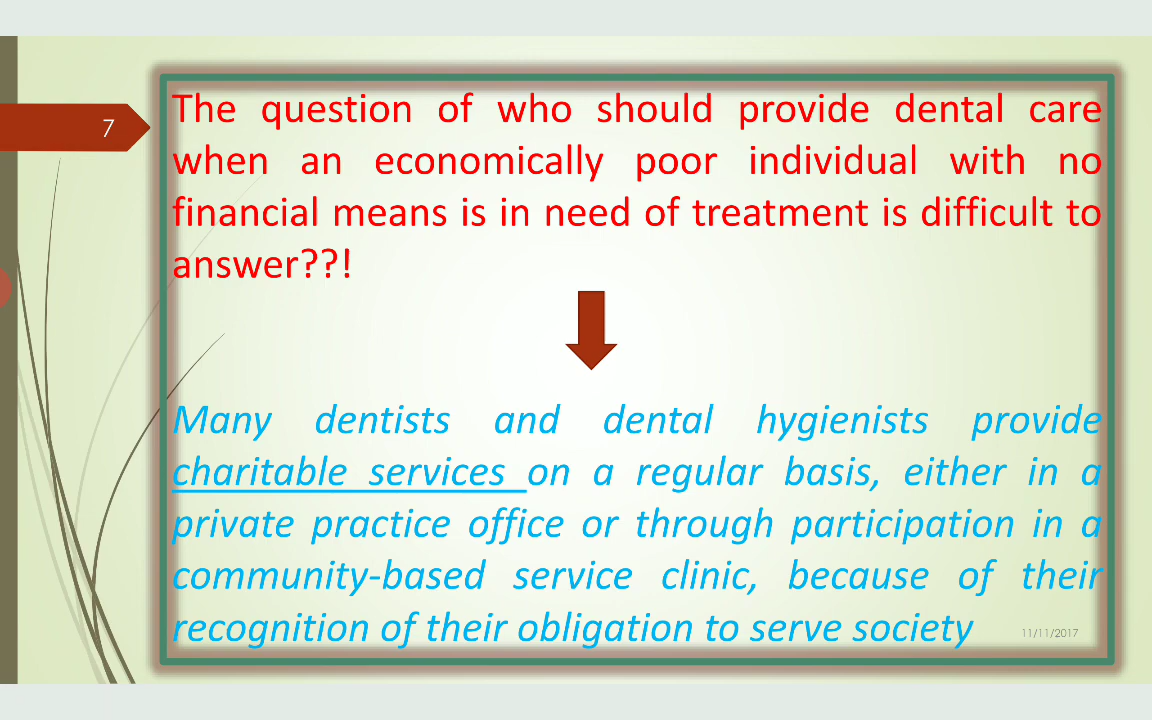 7
The question of who should provide dental care
when an economically poor individual with no
financial means is in need of treatment is difficult to
answer??!
Many dentists and dental hygienists provide
charitable services on a regular basis, either in a
private practice office or through participation in a
community-based service clinic, because of their
recognition of their obligation to serve society
11/11/2017